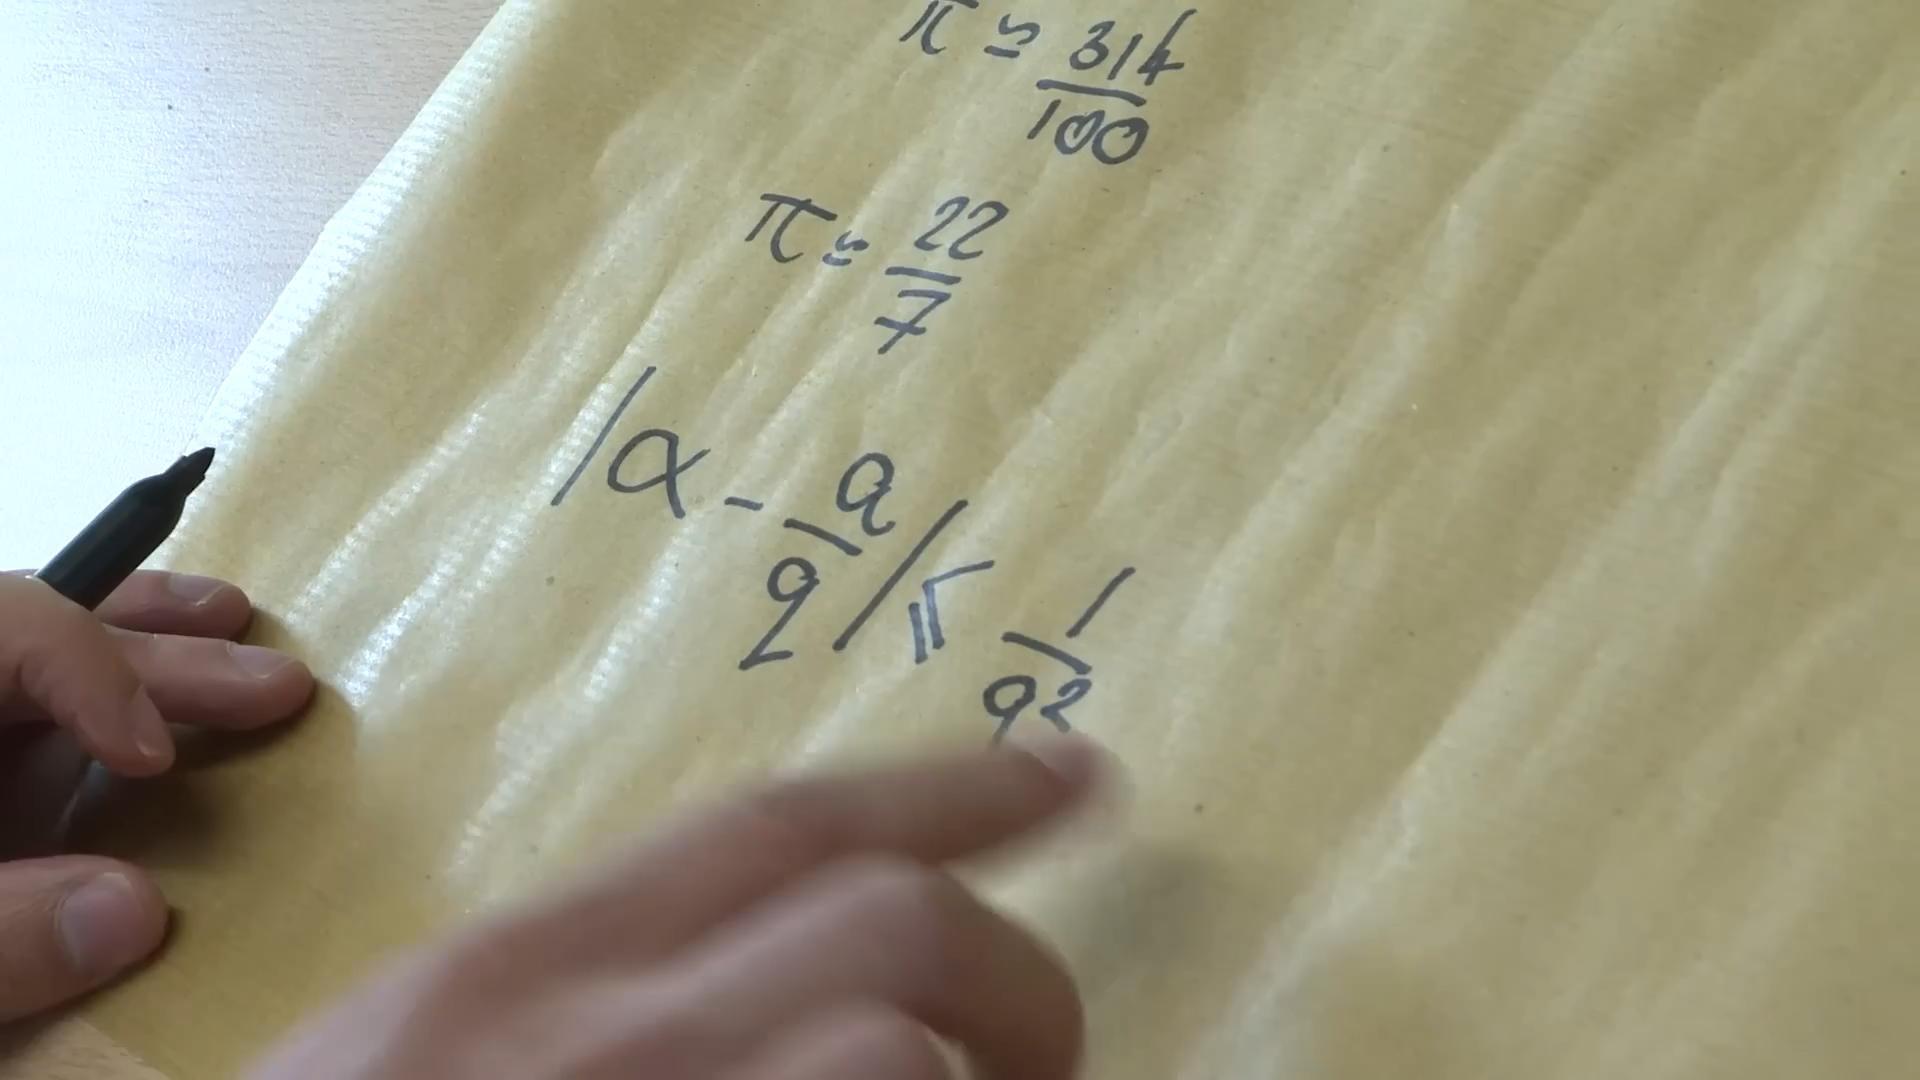 π ≈ 314/100
π ≈ 22/7
|α - a/q| ≤ 1/q²